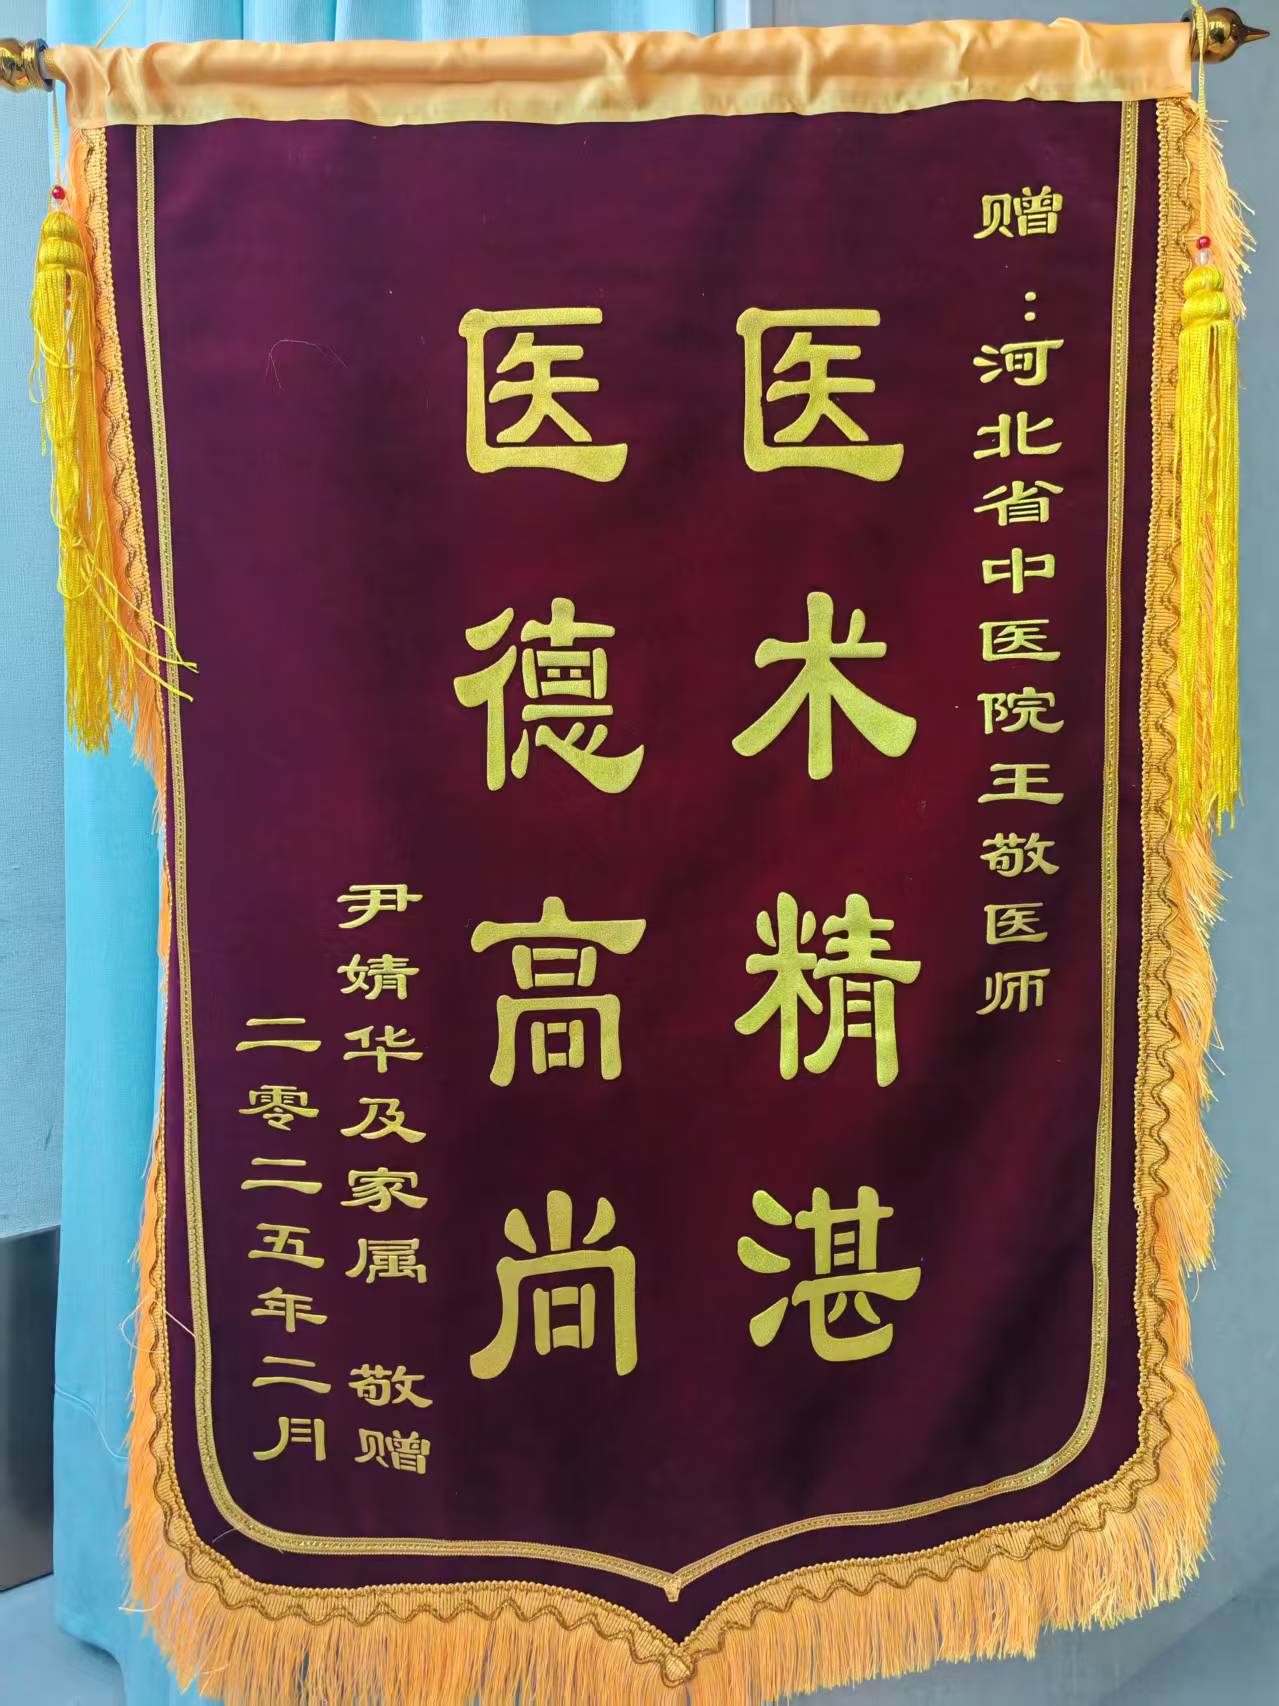 赠:河北省中医院王敬医师
医术精湛
医德高尚
尹婧华及家属 敬赠
二零二五年二月